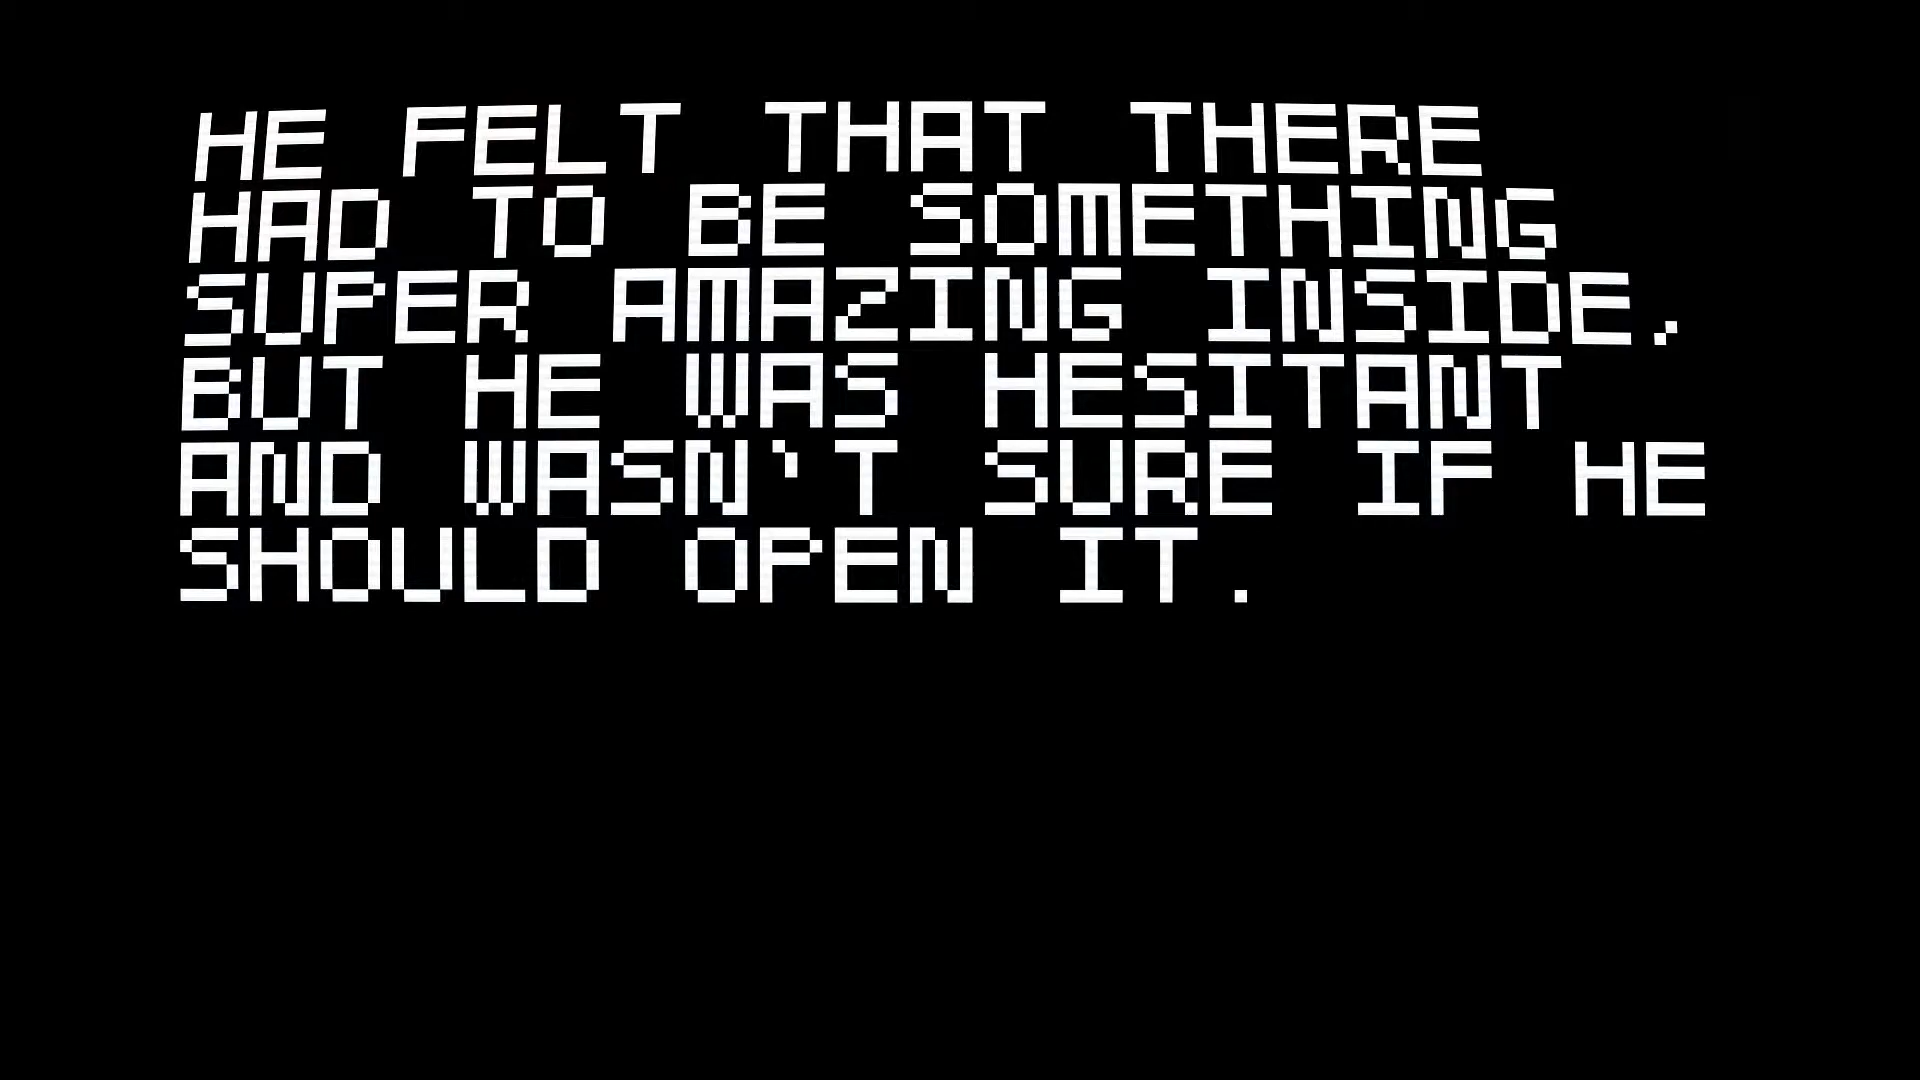 HE FELT THAT THERE
HAD TO BE SOMETHING
SUPER AMAZING INSIDE,
BUT HE WAS HESITANT
AND WASN'T SURE IF HE
SHOULD OPEN IT.